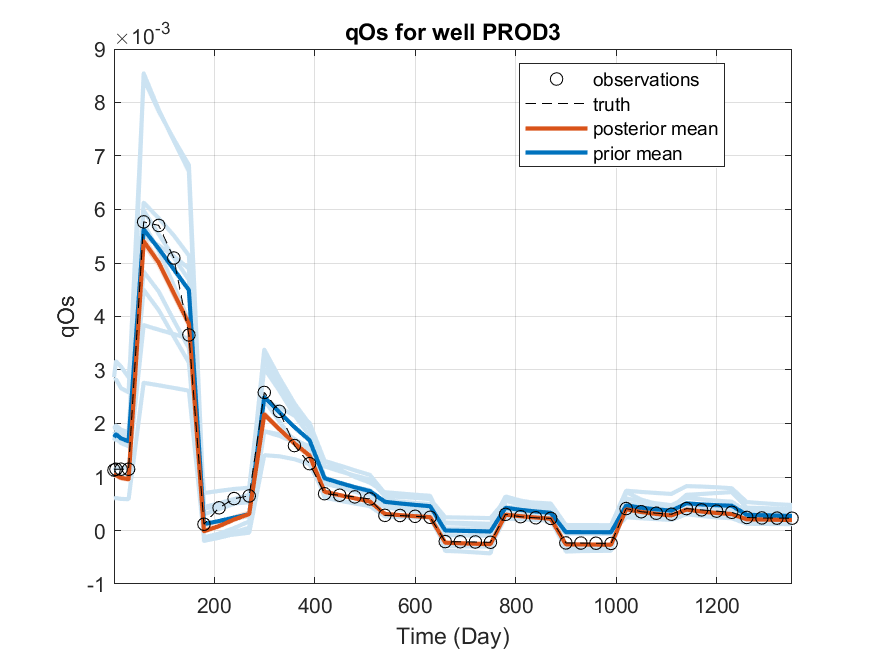 qOs for well PROD3
×10⁻³
9
8
7
6
5
4
3
2
1
0
-1
qOs
observations
truth
posterior mean
prior mean
200 400 600 800 1000 1200
Time (Day)